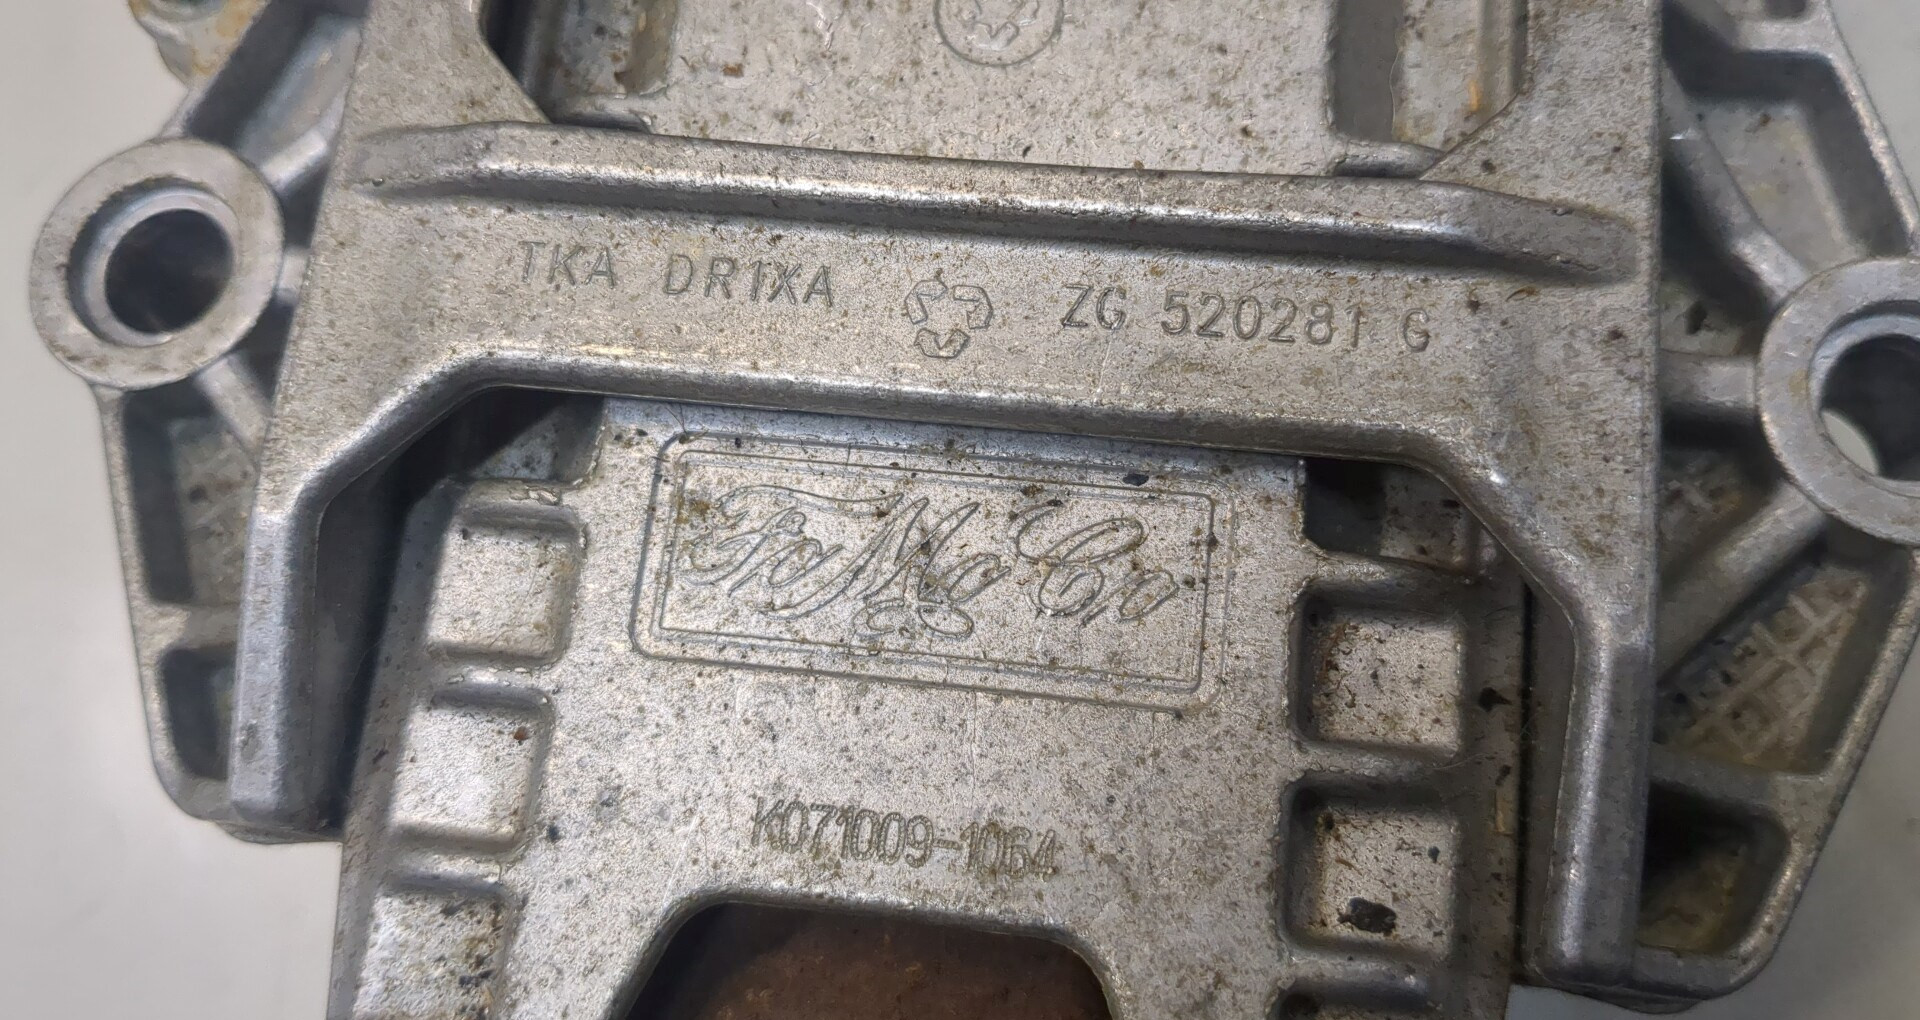 TKA DR1XA ZG 520281 G
FoMoCo
K071009-1064